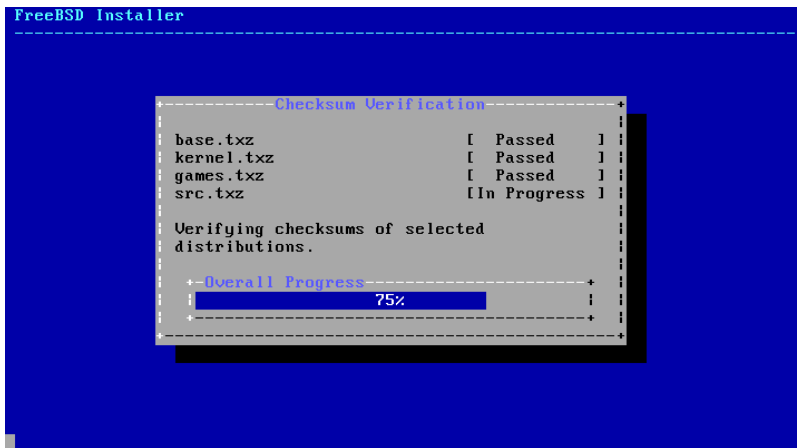 FreeBSD Installer
Checksum Verification
base.txz [ Passed ]
kernel.txz [ Passed ]
games.txz [ Passed ]
src.txz [In Progress ]
Verifying checksums of selected
distributions.
Overall Progress
75%